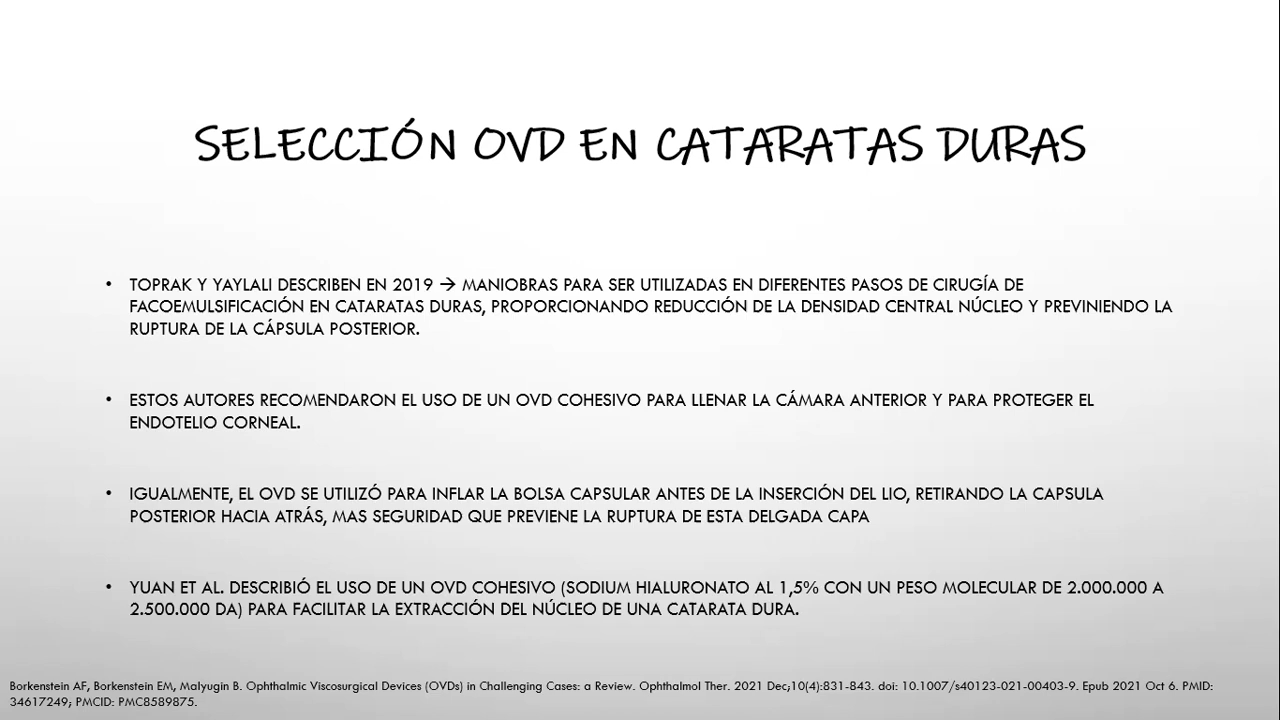 SELECCIÓN OVD EN CATARATAS DURAS
• TOPRAK Y YAYLALI DESCRIBEN EN 2019 → MANIOBRAS PARA SER UTILIZADAS EN DIFERENTES PASOS DE CIRUGÍA DE
FACOEMULSIFICACIÓN EN CATARATAS DURAS, PROPORCIONANDO REDUCCIÓN DE LA DENSIDAD CENTRAL NÚCLEO Y PREVINIENDO LA
RUPTURA DE LA CÁPSULA POSTERIOR.
• ESTOS AUTORES RECOMENDARON EL USO DE UN OVD COHESIVO PARA LLENAR LA CÁMARA ANTERIOR Y PARA PROTEGER EL
ENDOTELIO CORNEAL.
• IGUALMENTE, EL OVD SE UTILIZÓ PARA INFLAR LA BOLSA CAPSULAR ANTES DE LA INSERCIÓN DEL LIO, RETIRANDO LA CAPSULA
POSTERIOR HACIA ATRÁS, MAS SEGURIDAD QUE PREVIENE LA RUPTURA DE ESTA DELGADA CAPA
• YUAN ET AL. DESCRIBIÓ EL USO DE UN OVD COHESIVO (SODIUM HIALURONATO AL 1,5% CON UN PESO MOLECULAR DE 2.000.000 A
2.500.000 DA) PARA FACILITAR LA EXTRACCIÓN DEL NÚCLEO DE UNA CATARATA DURA.
Borkenstein AF, Borkenstein EM, Malyugin B. Ophthalmic Viscosurgical Devices (OVDs) in Challenging Cases: a Review. Ophthalmol Ther. 2021 Dec;10(4):831-843. doi: 10.1007/s40123-021-00403-9. Epub 2021 Oct 6. PMID:
34617249; PMCID: PMC8589875.